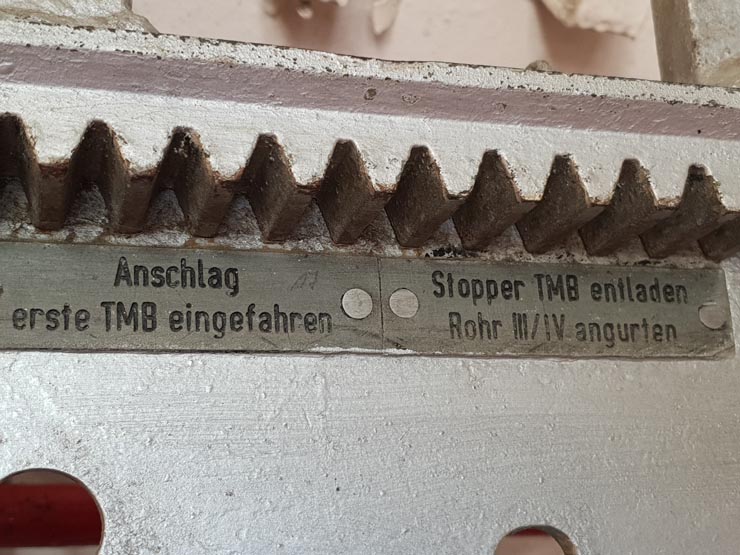 Anschlag
erste TMB eingefahren
Stopper TMB entladen
Rohr III/IV angurten